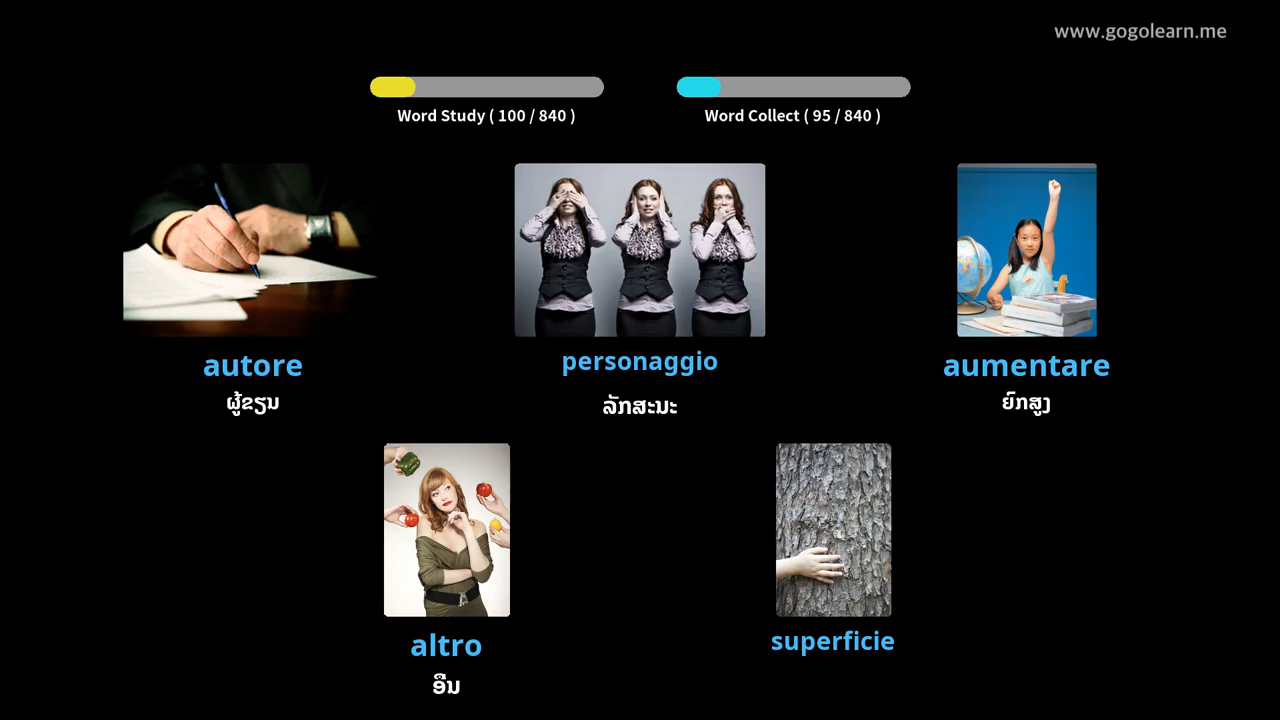 www.gogolearn.me
Word Study ( 100 / 840 )
Word Collect ( 95 / 840 )
autore
personaggio
aumentare
ຜູ້ຂຽນ
ລັກສະນະ
ຍົກສູງ
altro
superficie
ອື່ນ